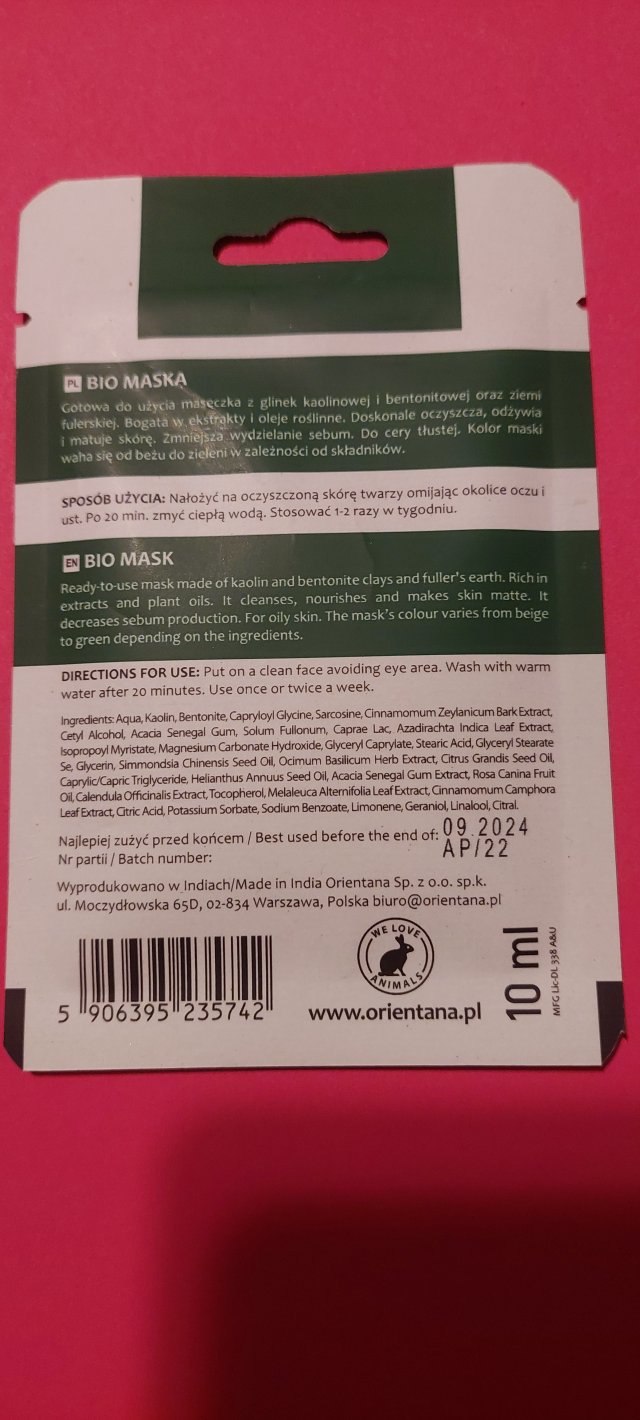 PL BIO MASKA
Gotowa do użycia maseczka z glinek kaolinowej i bentonitowej oraz ziemi
fulerskiej. Bogata w ekstrakty i oleje roślinne. Doskonale oczyszcza, odżywia
i matuje skórę. Zmniejsza wydzielanie sebum. Do cery tłustej. Kolor maski
waha się od beżu do zieleni w zależności od składników.
SPOSÓB UŻYCIA: Nałożyć na oczyszczoną skórę twarzy omijając okolice oczu i
ust. Po 20 min. zmyć ciepłą wodą. Stosować 1-2 razy w tygodniu.
EN BIO MASK
Ready-to-use mask made of kaolin and bentonite clays and fuller's earth. Rich in
extracts and plant oils. It cleanses, nourishes and makes skin matte. It
decreases sebum production. For oily skin. The mask's colour varies from beige
to green depending on the ingredients.
DIRECTIONS FOR USE: Put on a clean face avoiding eye area. Wash with warm
water after 20 minutes. Use once or twice a week.
Ingredients: Aqua, Kaolin, Bentonite, Capryloyl Glycine, Sarcosine, Cinnamomum Zeylanicum Bark Extract,
Cetyl Alcohol, Acacia Senegal Gum, Solum Fullonum, Caprae Lac, Azadirachta Indica Leaf Extract,
Isopropoyl Myristate, Magnesium Carbonate Hydroxide, Glyceryl Caprylate, Stearic Acid, Glyceryl Stearate
Se, Glycerin, Simmondsia Chinensis Seed Oil, Ocimum Basilicum Herb Extract, Citrus Grandis Seed Oil,
Caprylic/Capric Triglyceride, Helianthus Annuus Seed Oil, Acacia Senegal Gum Extract, Rosa Canina Fruit
Oil, Calendula Officinalis Extract, Tocopherol, Melaleuca Alternifolia Leaf Extract, Cinnamomum Camphora
Leaf Extract, Citric Acid, Potassium Sorbate, Sodium Benzoate, Limonene, Geraniol, Linalool, Citral.
Najlepiej zużyć przed końcem / Best used before the end of: 09.2024
Nr partii / Batch number: AP/22
Wyprodukowano w Indiach/Made in India Orientana Sp. z o.o. sp.k.
ul. Moczydłowska 65D, 02-834 Warszawa, Polska biuro@orientana.pl
WE LOVE
ANIMALS
5 906395 235742
www.orientana.pl
10 ml
MFG Lic-DL 338 A&U